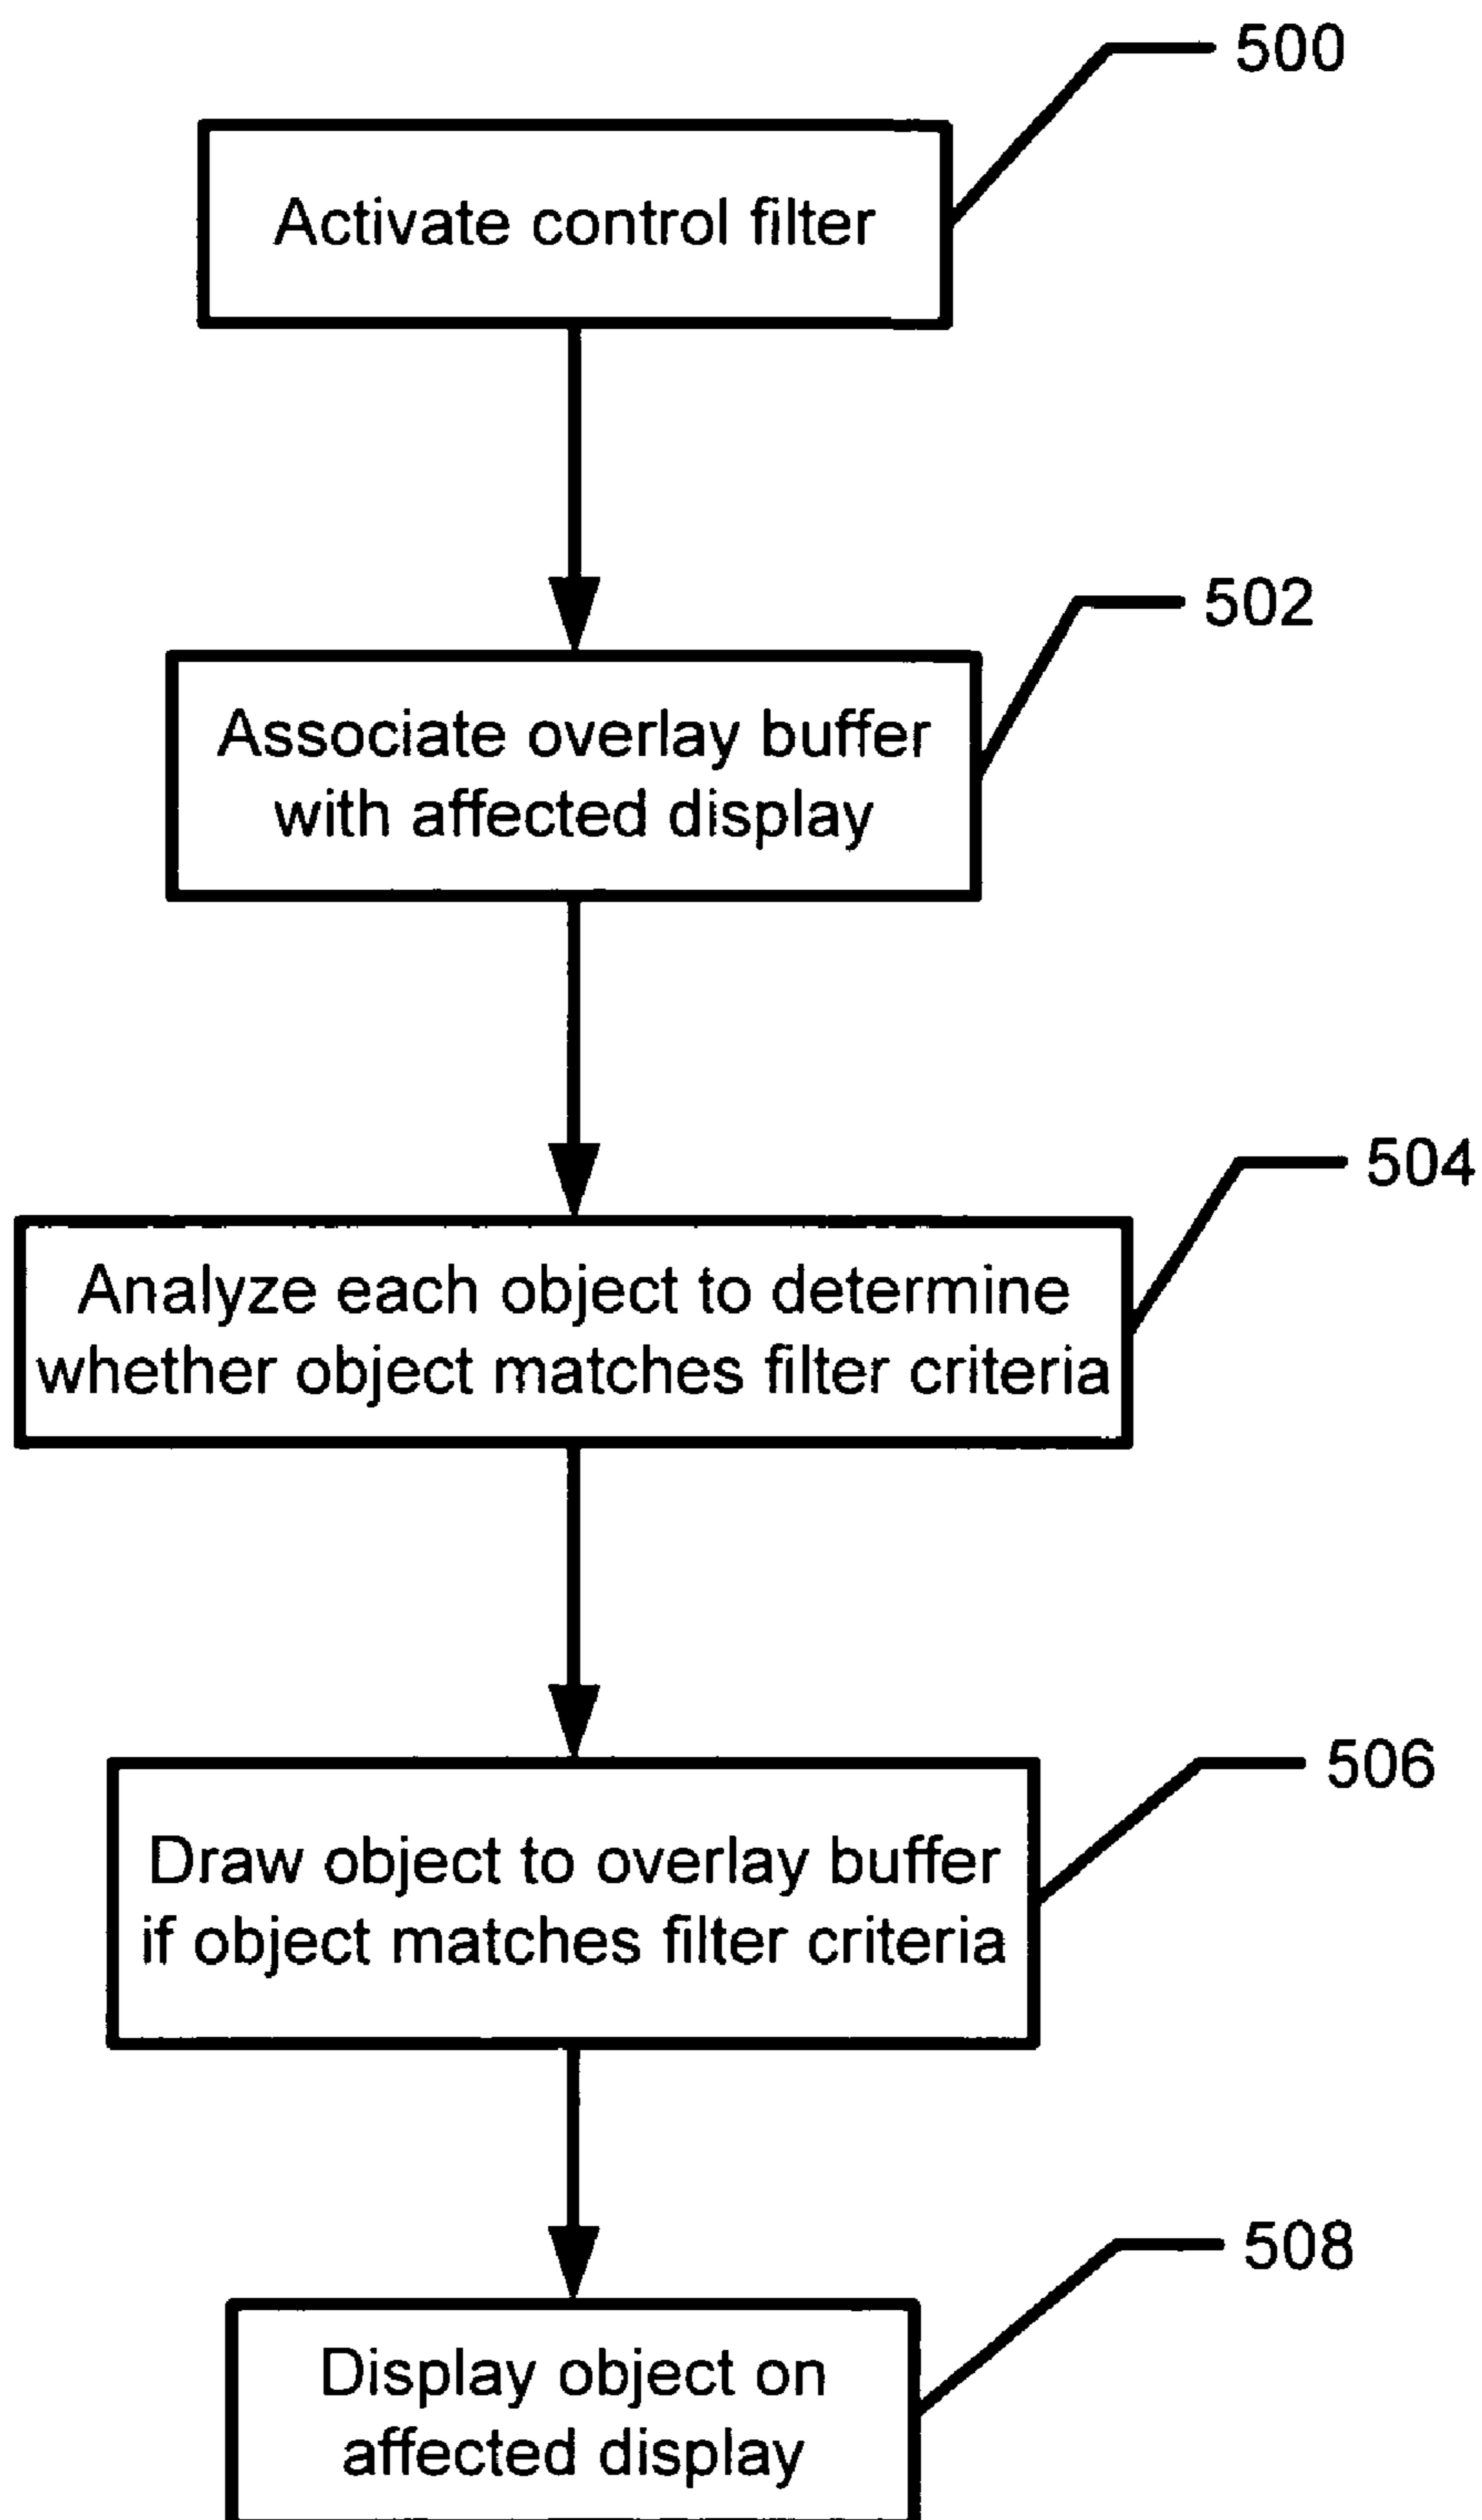 500
Activate control filter
502
Associate overlay buffer
with affected display
504
Analyze each object to determine
whether object matches filter criteria
506
Draw object to overlay buffer
if object matches filter criteria
508
Display object on
affected display